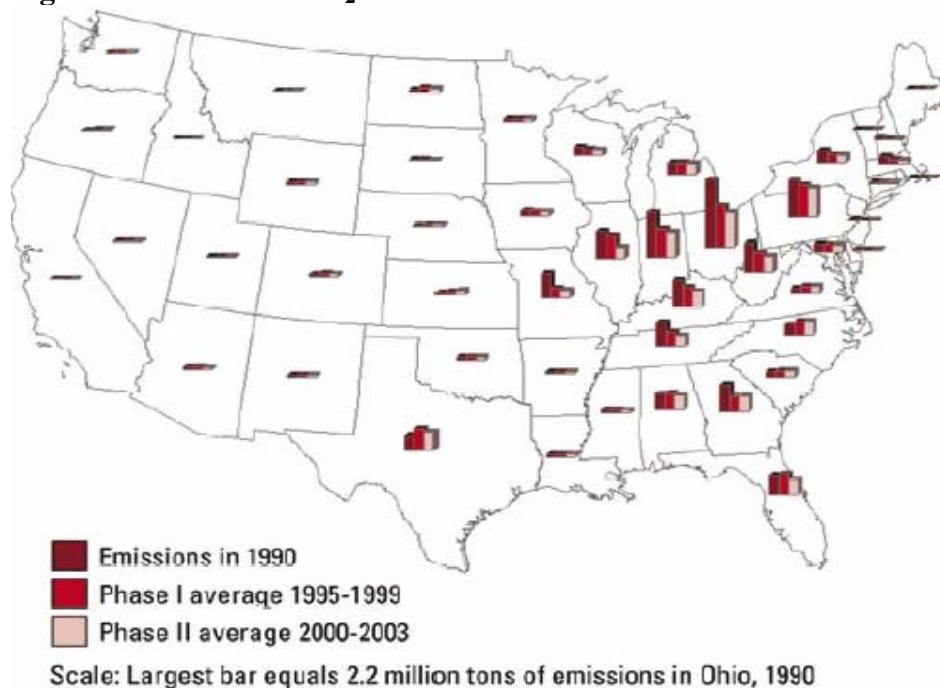 Emissions in 1990
Phase I averaqe 1995-1999
Phase II average 2000-2003
Scale: Largest bar equals 2.2 million tons of emissions in Ohio, 1990